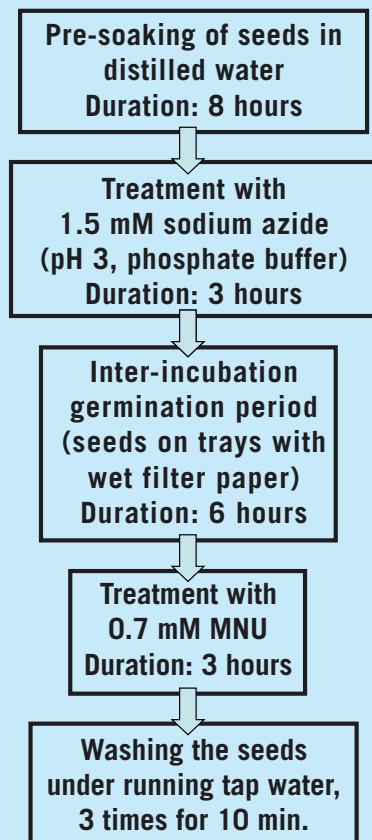 Pre-soaking of seeds in
distilled water
Duration: 8 hours
Treatment with
1.5 mM sodium azide
(pH 3, phosphate buffer)
Duration: 3 hours
Inter-incubation
germination period
(seeds on trays with
wet filter paper)
Duration: 6 hours
Treatment with
0.7 mM MNU
Duration: 3 hours
Washing the seeds
under running tap water,
3 times for 10 min.